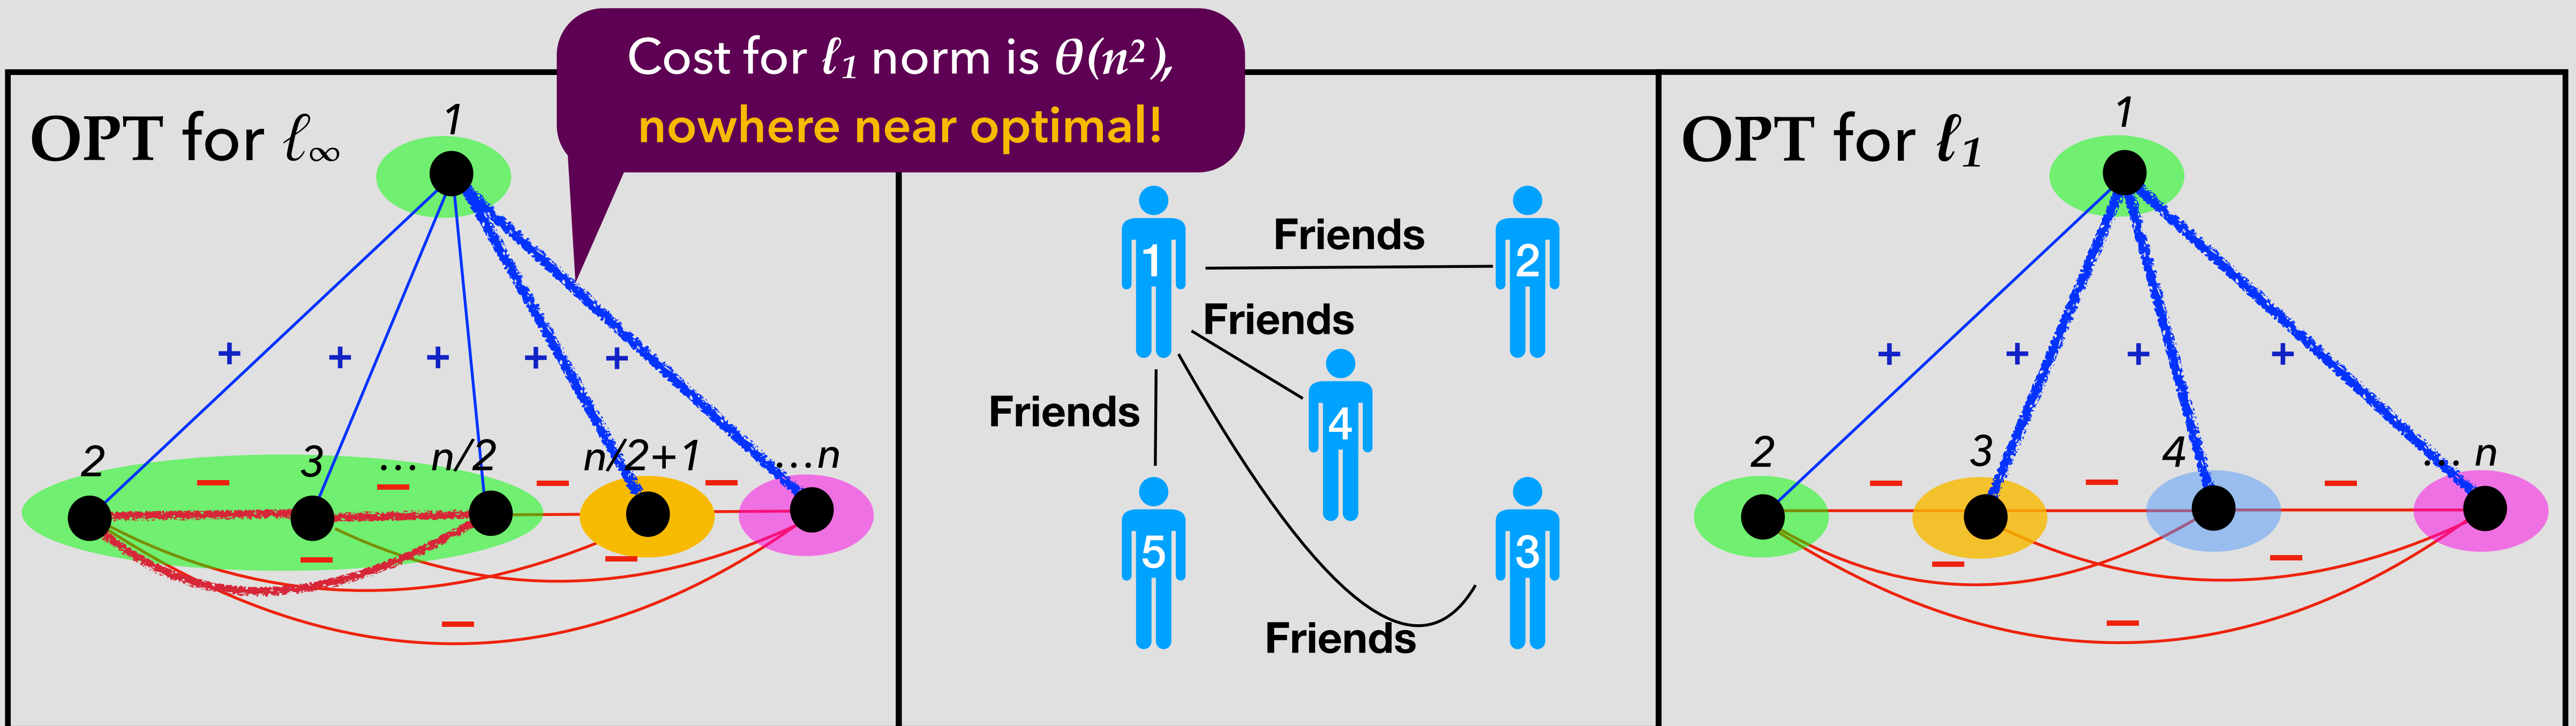 Cost for ℓ₁ norm is θ(n²),
nowhere near optimal!
OPT for ℓ∞
1
+ + + + +
2 3 ... n/2 n/2+1 ...n
− − − −
− −
−
1 Friends 2
Friends
4
Friends
5 3
Friends
OPT for ℓ₁
1
+ + + +
2 3 4 ... n
− − −
− −
−